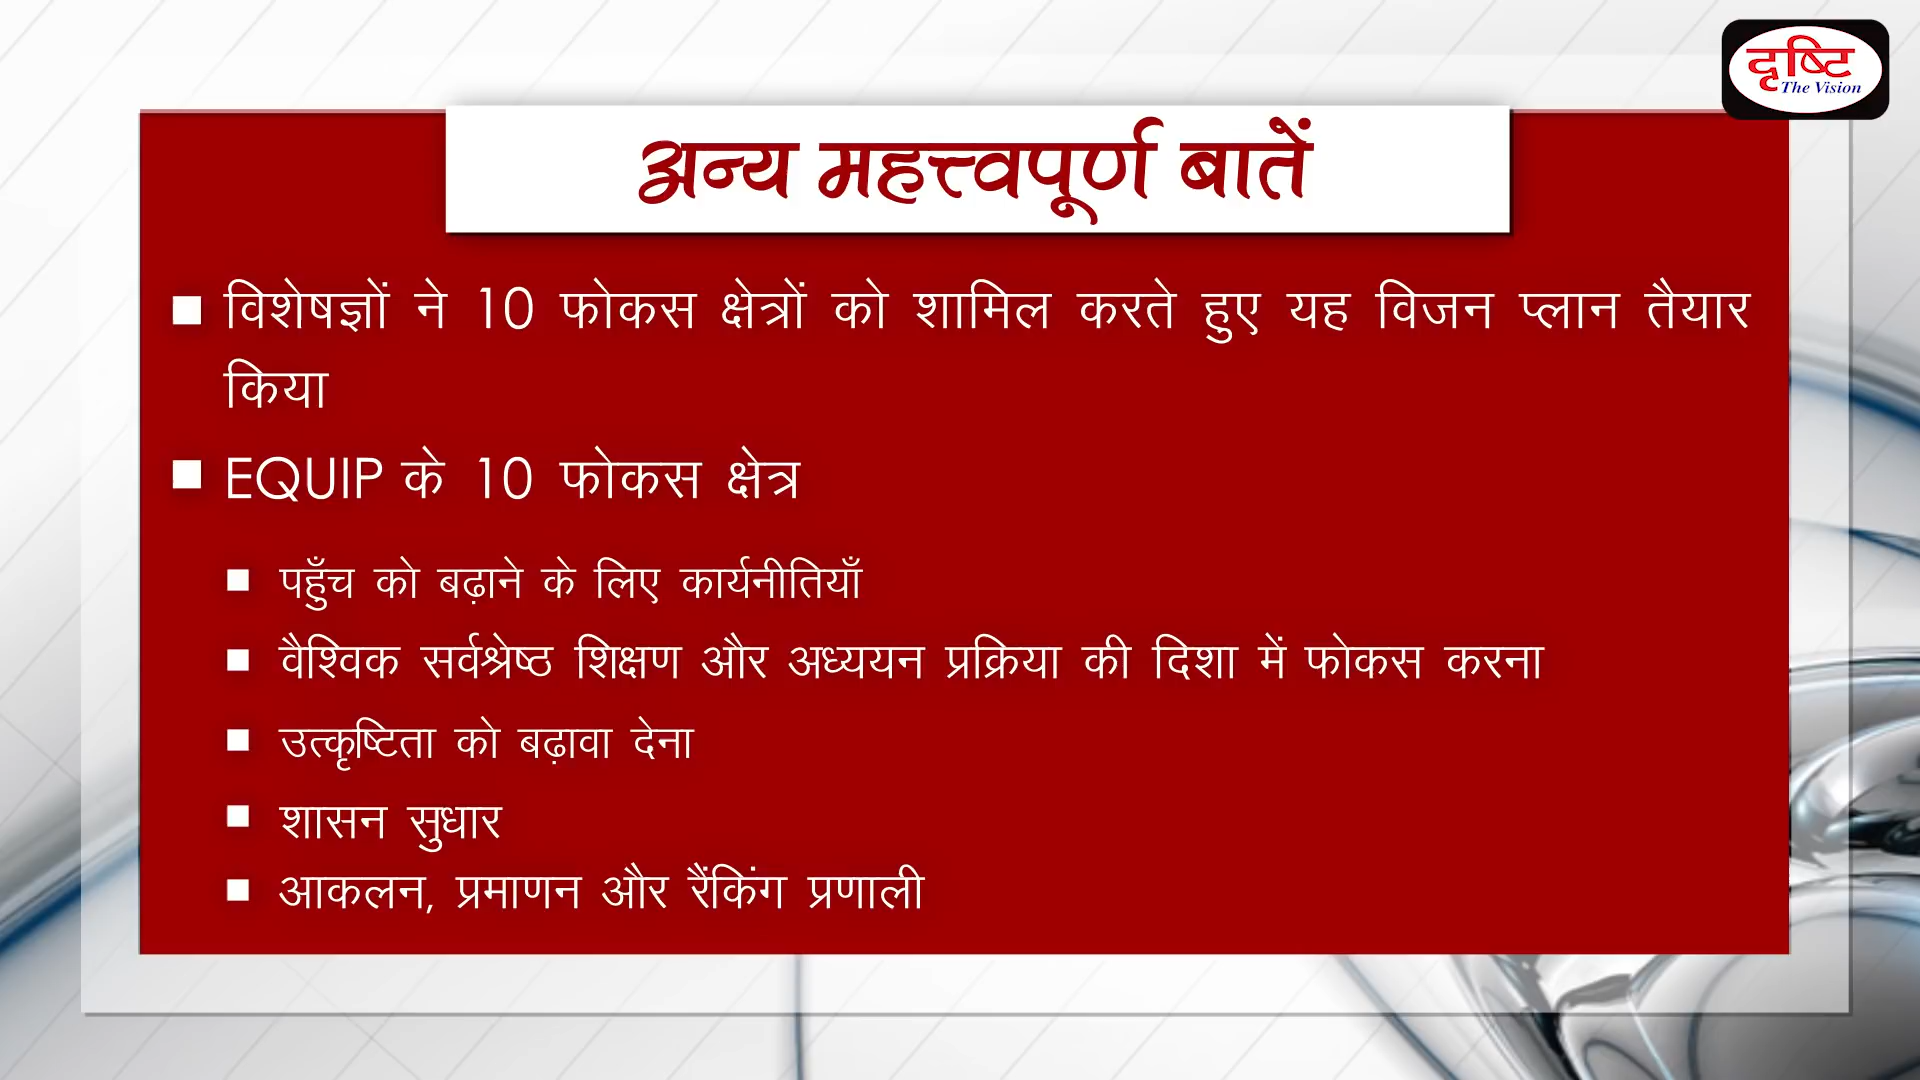 दृष्टि
The Vision
अन्य महत्त्वपूर्ण बातें
विशेषज्ञों ने 10 फोकस क्षेत्रों को शामिल करते हुए यह विजन प्लान तैयार
किया
EQUIP के 10 फोकस क्षेत्र
पहुँच को बढ़ाने के लिए कार्यनीतियाँ
वैश्विक सर्वश्रेष्ठ शिक्षण और अध्ययन प्रक्रिया की दिशा में फोकस करना
उत्कृष्टिता को बढ़ावा देना
शासन सुधार
आकलन, प्रमाणन और रैंकिंग प्रणाली